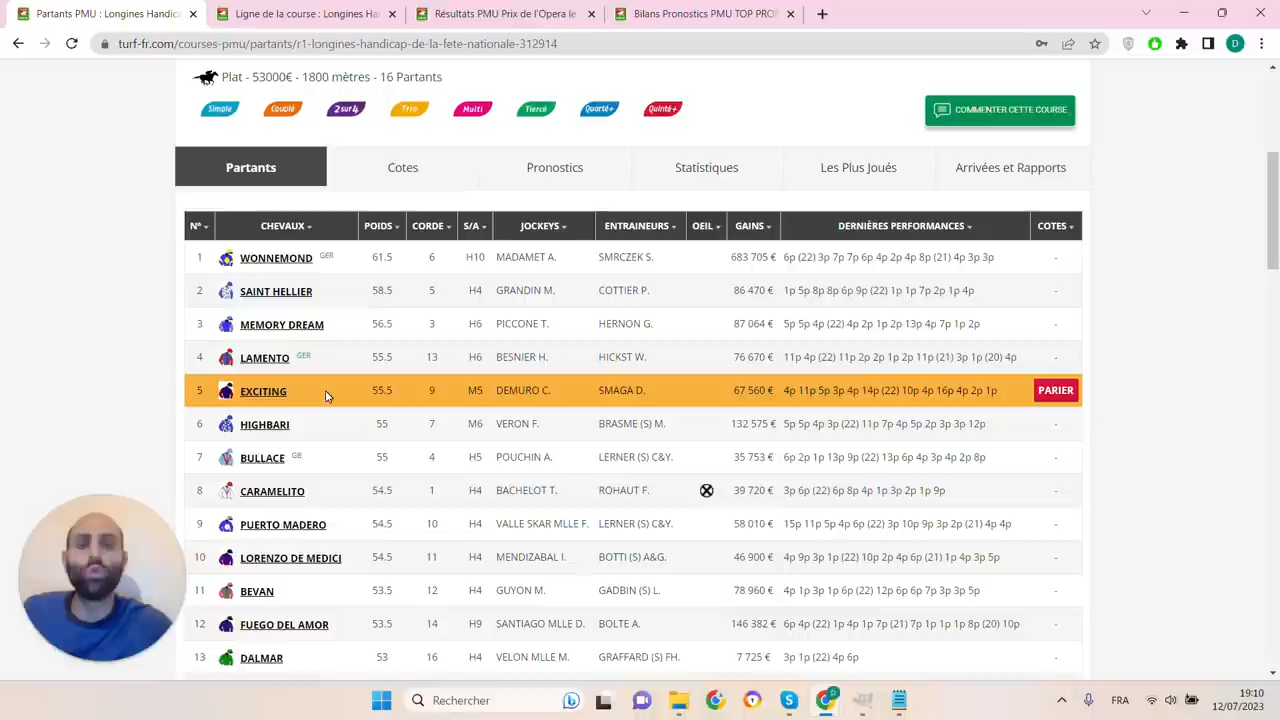 Partants PMU : Longines Handic
Ligne de la course : Longines Ha
Résultats PMU Prix de l'Opera le
Bilans Pronostics PMU TOP PRO
turf-fr.com/courses-pmu/partants/r1-longines-handicap-de-la-fete-nationale-312914
D
Plat - 53000€ - 1800 mètres - 16 Partants
Simple Couplé 2 sur 4 Trio Multi Tiercé Quarté+ Quinté+
COMMENTER CETTE COURSE
Partants Cotes Pronostics Statistiques Les Plus Joués Arrivées et Rapports
N° CHEVAUX POIDS CORDE S/A JOCKEYS ENTRAINEURS OEIL GAINS DERNIÈRES PERFORMANCES COTES
1 WONNEMOND GER 61.5 6 H10 MADAMET A. SMRCZEK S. 683 705 € 6p (22) 3p 7p 7p 6p 4p 2p 4p 8p (21) 4p 3p 3p -
2 SAINT HELLIER 58.5 5 H4 GRANDIN M. COTTIER P. 86 470 € 1p 5p 8p 8p 6p 9p (22) 1p 1p 7p 2p 1p 4p -
3 MEMORY DREAM 56.5 3 H6 PICCONE T. HERNON G. 87 064 € 5p 5p 4p (22) 4p 2p 1p 2p 13p 4p 7p 1p 2p -
4 LAMENTO GER 55.5 13 H6 BESNIER H. HICKST W. 76 670 € 11p 4p (22) 11p 2p 2p 1p 2p 11p (21) 3p 1p (20) 4p -
5 EXCITING 55.5 9 M5 DEMURO C. SMAGA D. 67 560 € 4p 11p 5p 3p 4p 14p (22) 10p 4p 16p 4p 2p 1p PARIER
6 HIGHBARI 55 7 M6 VERON F. BRASME (S) M. 132 575 € 5p 5p 4p 3p (22) 11p 7p 4p 5p 2p 3p 3p 12p -
7 BULLACE GB 55 4 H5 POUCHIN A. LERNER (S) C&Y. 35 753 € 6p 2p 1p 13p 9p (22) 13p 6p 4p 3p 4p 2p 8p -
8 CARAMELITO 54.5 1 H4 BACHELOT T. ROHAUT F. 39 720 € 3p 6p (22) 6p 8p 4p 1p 3p 2p 1p 9p -
9 PUERTO MADERO 54.5 10 H4 VALLE SKAR MLLE F. LERNER (S) C&Y. 58 010 € 15p 11p 5p 4p 6p (22) 3p 10p 9p 3p 2p (21) 4p 4p -
10 LORENZO DE MEDICI 54.5 11 H4 MENDIZABAL I. BOTTI (S) A&G. 46 900 € 4p 9p 3p 1p (22) 10p 2p 4p 6p (21) 1p 4p 3p 5p -
11 BEVAN 53.5 12 H4 GUYON M. GADBIN (S) L. 78 960 € 4p 1p 3p 1p 6p (22) 12p 6p 6p 7p 3p 3p 5p -
12 FUEGO DEL AMOR 53.5 14 H9 SANTIAGO MLLE D. BOLTE A. 146 382 € 6p 4p (22) 1p 4p 1p 7p (21) 7p 1p 1p 1p 8p (20) 10p -
13 DALMAR 53 16 H4 VELON MLLE M. GRAFFARD (S) FH. 7 725 € 3p 1p (22) 4p 6p -
Rechercher
FRA
19:10
12/07/2023